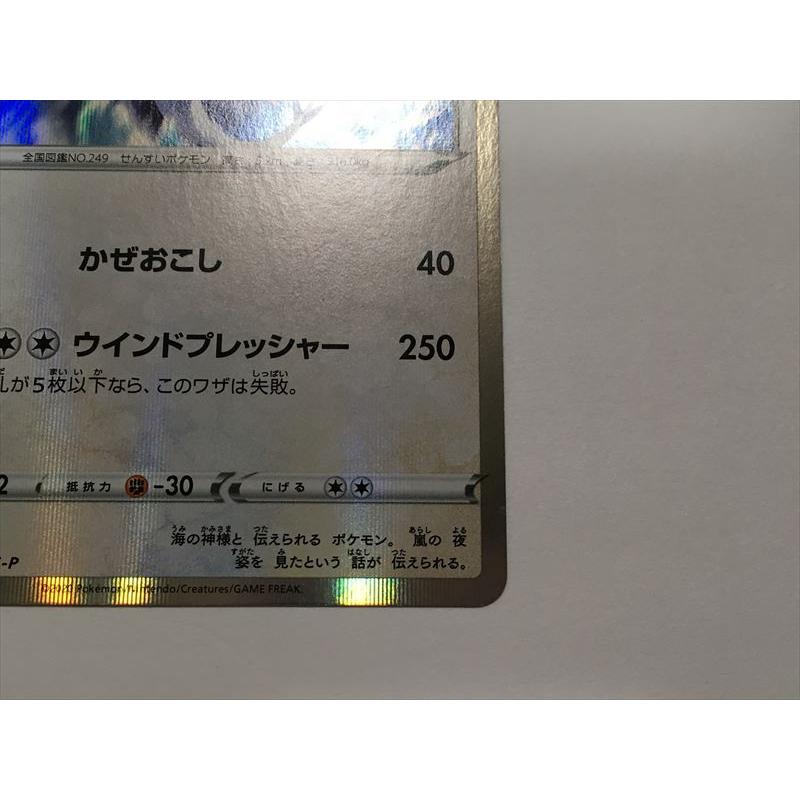 全国図鑑NO.249 せんすいポケモン
かぜおこし 40
ウインドプレッシャー 250
が5枚以下なら、このワザは失敗。
2 抵抗力 -30 にげる
海の神様と 伝えられる ポケモン。 嵐の 夜
姿を 見たという 話が 伝えられる。
-P
©2020 Pokémon/Nintendo/Creatures/GAME FREAK.